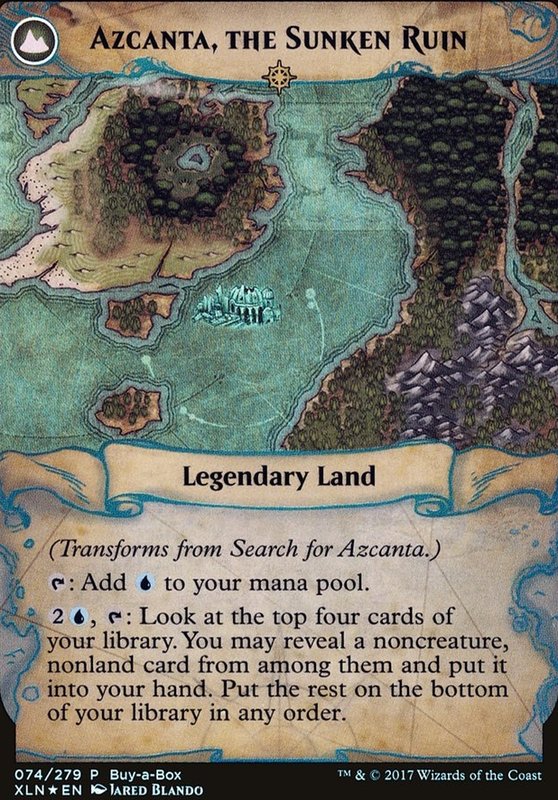 Azcanta, the Sunken Ruin
Legendary Land
(Transforms from Search for Azcanta.)
: Add to your mana pool.
2 , : Look at the top four cards of
your library. You may reveal a noncreature,
nonland card from among them and put it
into your hand. Put the rest on the bottom
of your library in any order.
074/279 P Buy-a-Box
XLN★EN Jared Blando
™ & © 2017 Wizards of the Coast